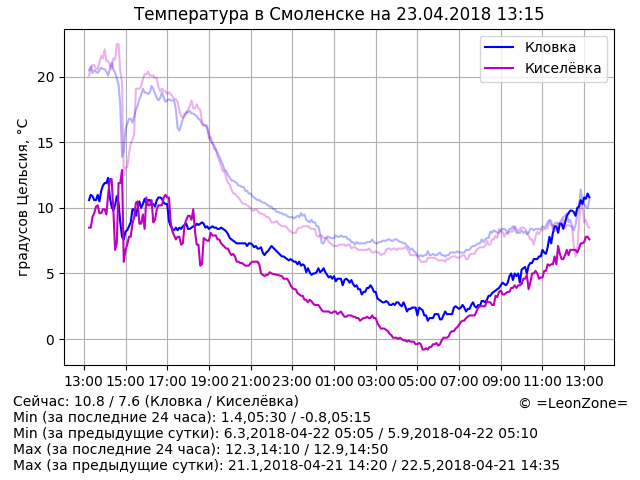 Температура в Смоленске на 23.04.2018 13:15
Кловка
Киселёвка
градусов Цельсия, °C
20
15
10
5
0
13:00 15:00 17:00 19:00 21:00 23:00 01:00 03:00 05:00 07:00 09:00 11:00 13:00
Сейчас: 10.8 / 7.6 (Кловка / Киселёвка)
© =LeonZone=
Min (за последние 24 часа): 1.4,05:30 / -0.8,05:15
Min (за предыдущие сутки): 6.3,2018-04-22 05:05 / 5.9,2018-04-22 05:10
Max (за последние 24 часа): 12.3,14:10 / 12.9,14:50
Max (за предыдущие сутки): 21.1,2018-04-21 14:20 / 22.5,2018-04-21 14:35